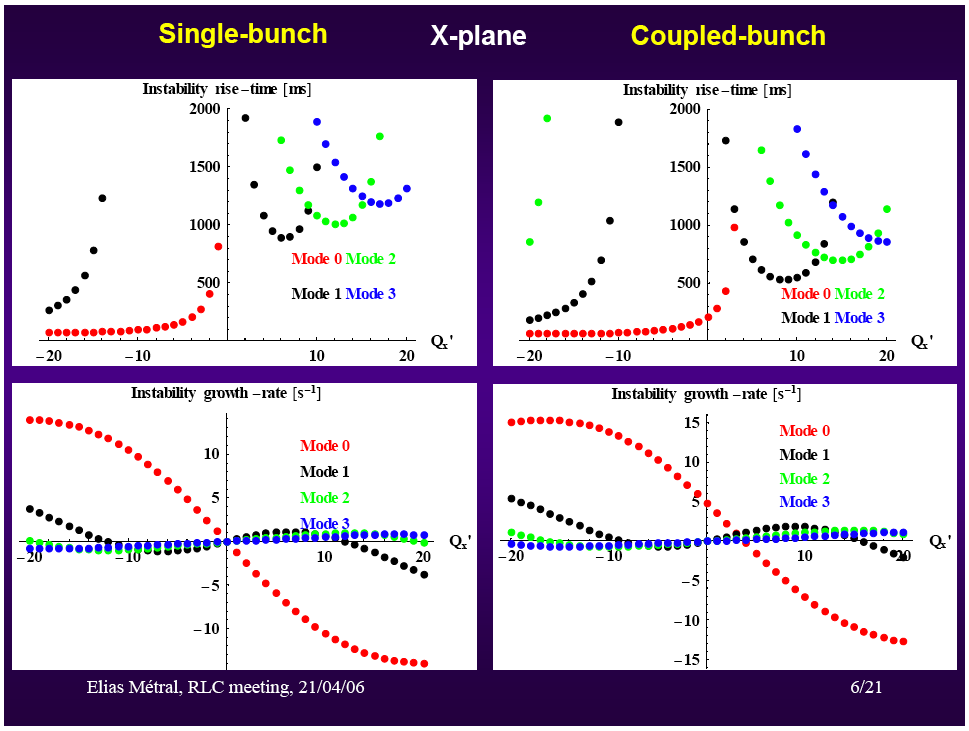 Single-bunch X-plane Coupled-bunch
Instability rise-time [ms]
2000
1500
1000
500
Mode 0 Mode 2
Mode 1 Mode 3
-20 -10 10 20
Qx'
Instability rise-time [ms]
2000
1500
1000
500
Mode 0 Mode 2
Mode 1 Mode 3
-20 -10 10 20
Qx'
Instability growth-rate [s⁻¹]
10
5
-5
-10
Mode 0
Mode 1
Mode 2
Mode 3
-20 -10 10 20
Qx'
Instability growth-rate [s⁻¹]
15
10
5
-5
-10
-15
Mode 0
Mode 1
Mode 2
Mode 3
-20 -10 10 20
Qx'
Elias Métral, RLC meeting, 21/04/06 6/21